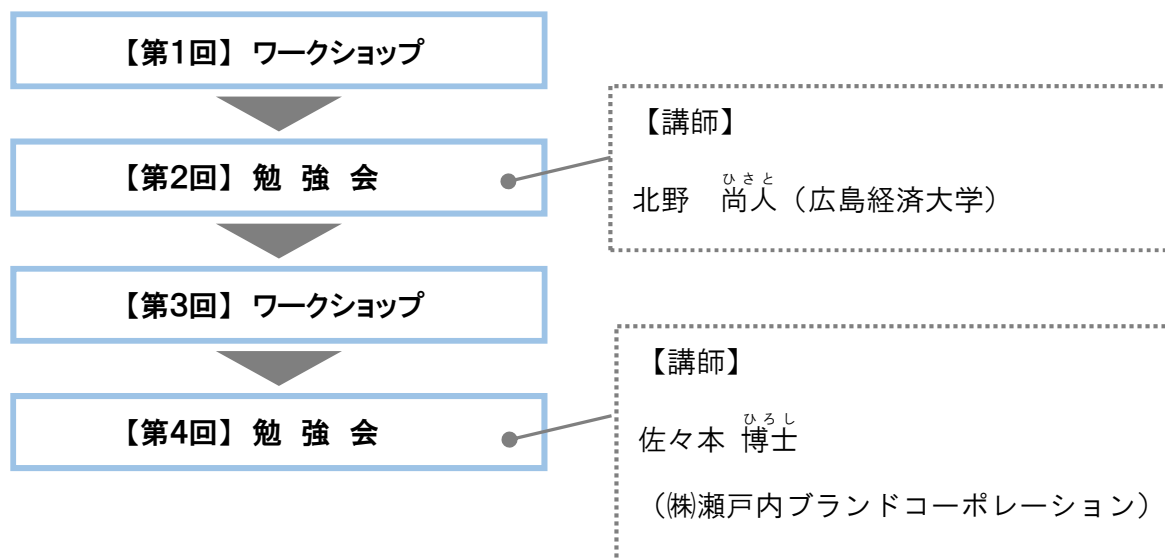 【第1回】 ワークショップ
【第2回】 勉 強 会
【講師】
北野 尚人（広島経済大学）
ひさと
【第3回】 ワークショップ
【第4回】 勉 強 会
【講師】
佐々本 博士
ひろし
（㈱瀬戸内ブランドコーポレーション）